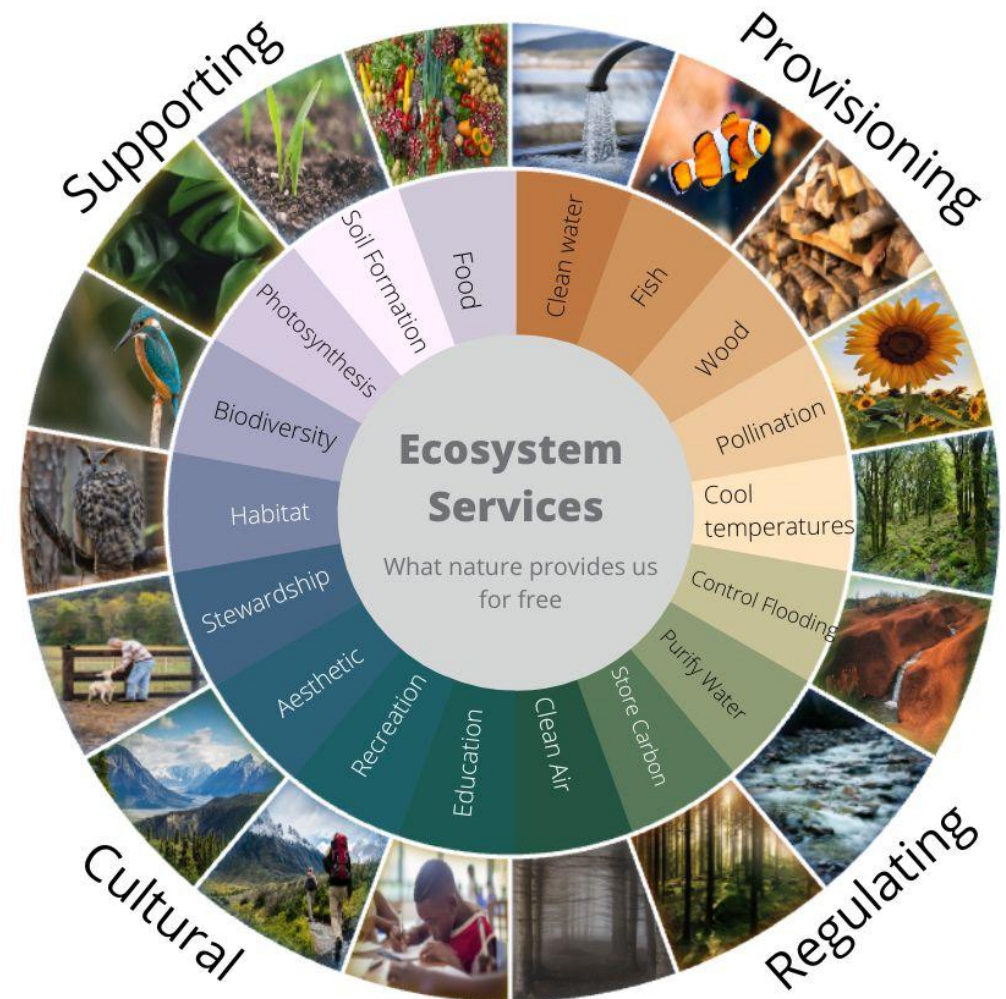 Supporting
Provisioning
Clean water
Fish
Wood
Pollination
Cool
temperatures
Control Flooding
Purify Water
Store Carbon
Clean Air
Education
Recreation
Aesthetic
Stewardship
Habitat
Biodiversity
Photosynthesis
Soil Formation
Food
Ecosystem
Services
What nature provides us
for free
Cultural
Regulating